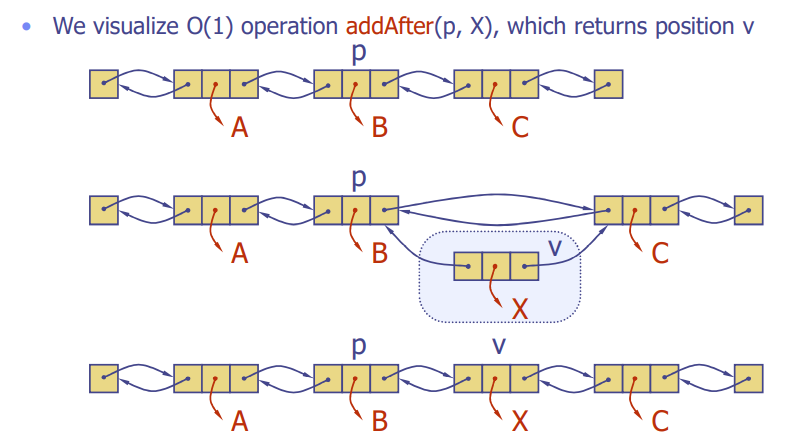 We visualize O(1) operation addAfter(p, X), which returns position v
p
A B C
p
A B C
v
X
p v
A B X C